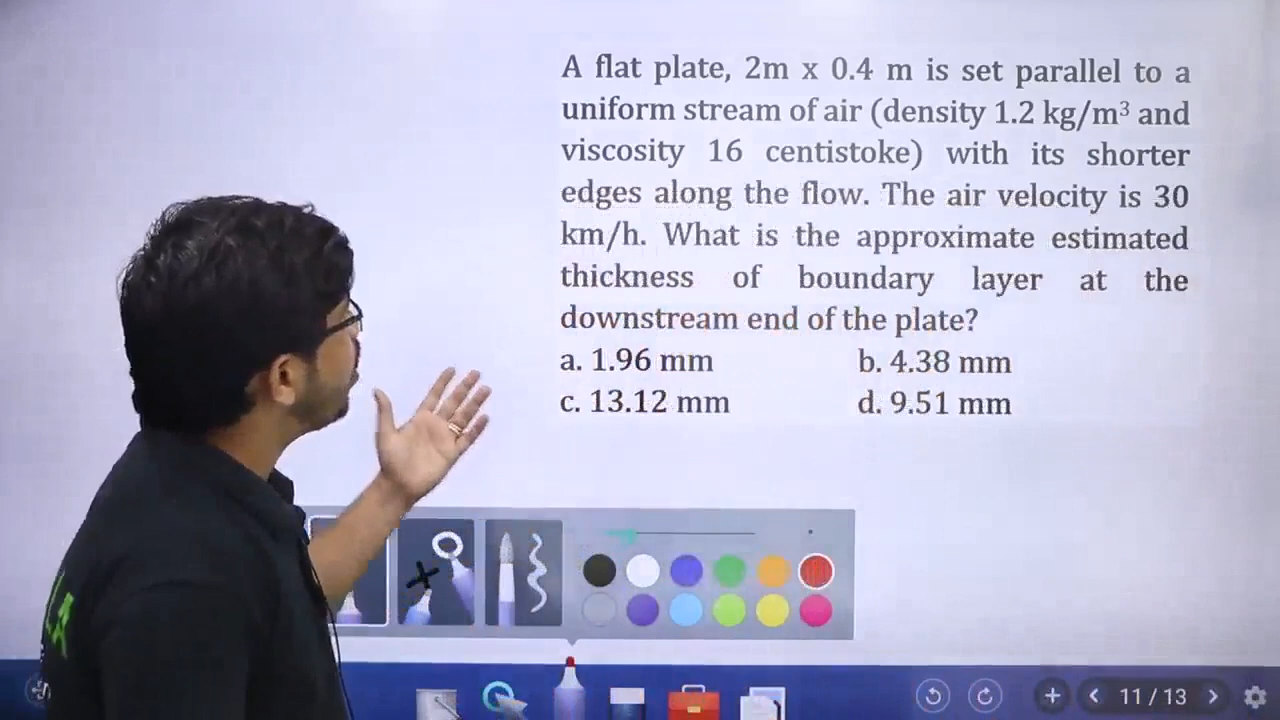 A flat plate, 2m x 0.4 m is set parallel to a
uniform stream of air (density 1.2 kg/m³ and
viscosity 16 centistoke) with its shorter
edges along the flow. The air velocity is 30
km/h. What is the approximate estimated
thickness of boundary layer at the
downstream end of the plate?
a. 1.96 mm b. 4.38 mm
c. 13.12 mm d. 9.51 mm
11 / 13